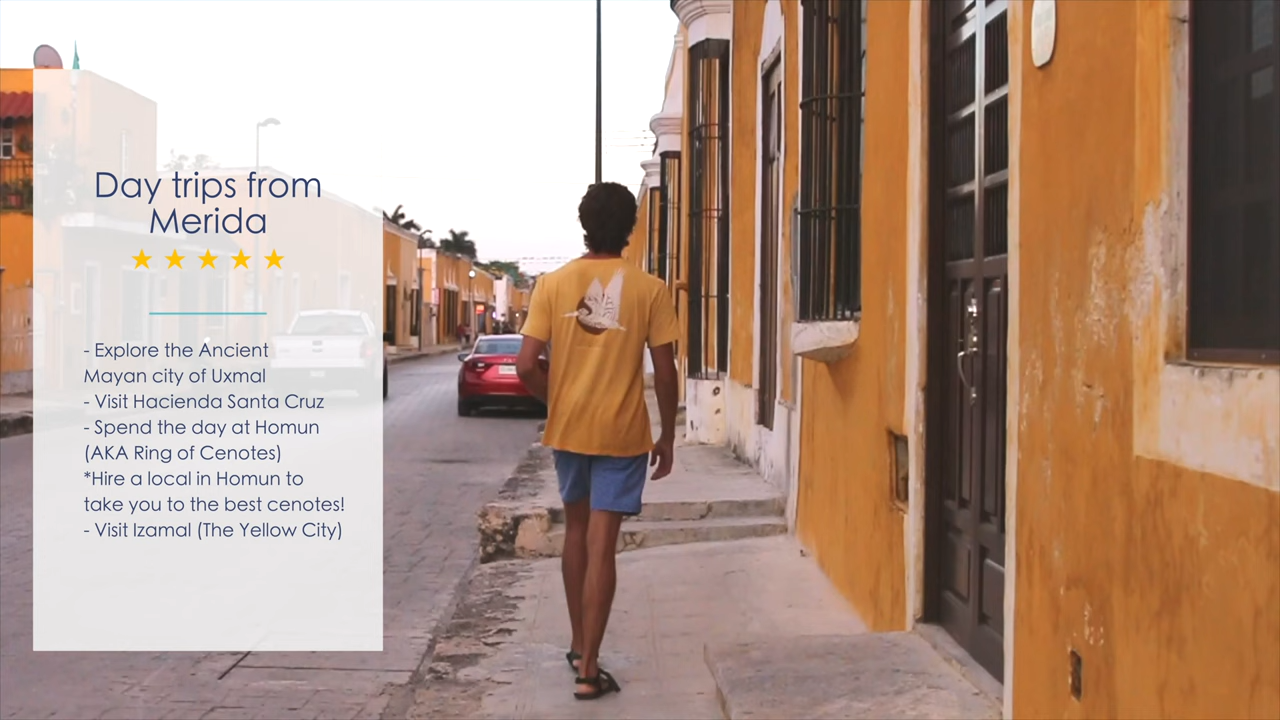 Day trips from
Merida
- Explore the Ancient
Mayan city of Uxmal
- Visit Hacienda Santa Cruz
- Spend the day at Homun
(AKA Ring of Cenotes)
*Hire a local in Homun to
take you to the best cenotes!
- Visit Izamal (The Yellow City)